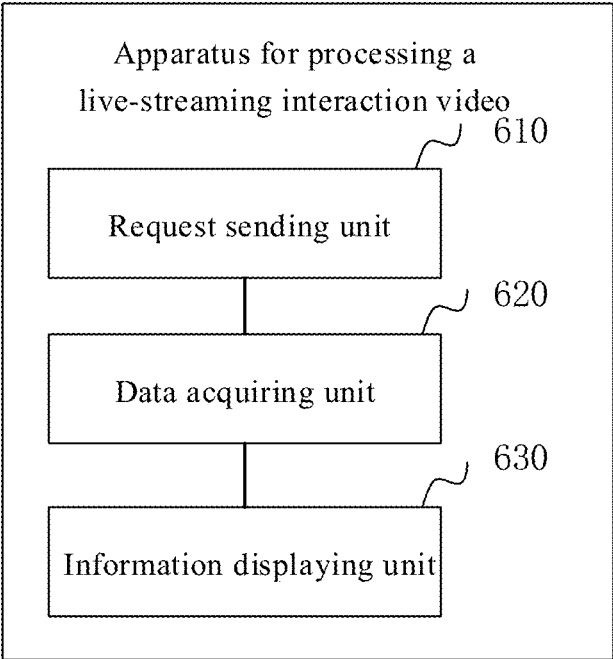 Apparatus for processing a
live-streaming interaction video
610
Request sending unit
620
Data acquiring unit
630
Information displaying unit